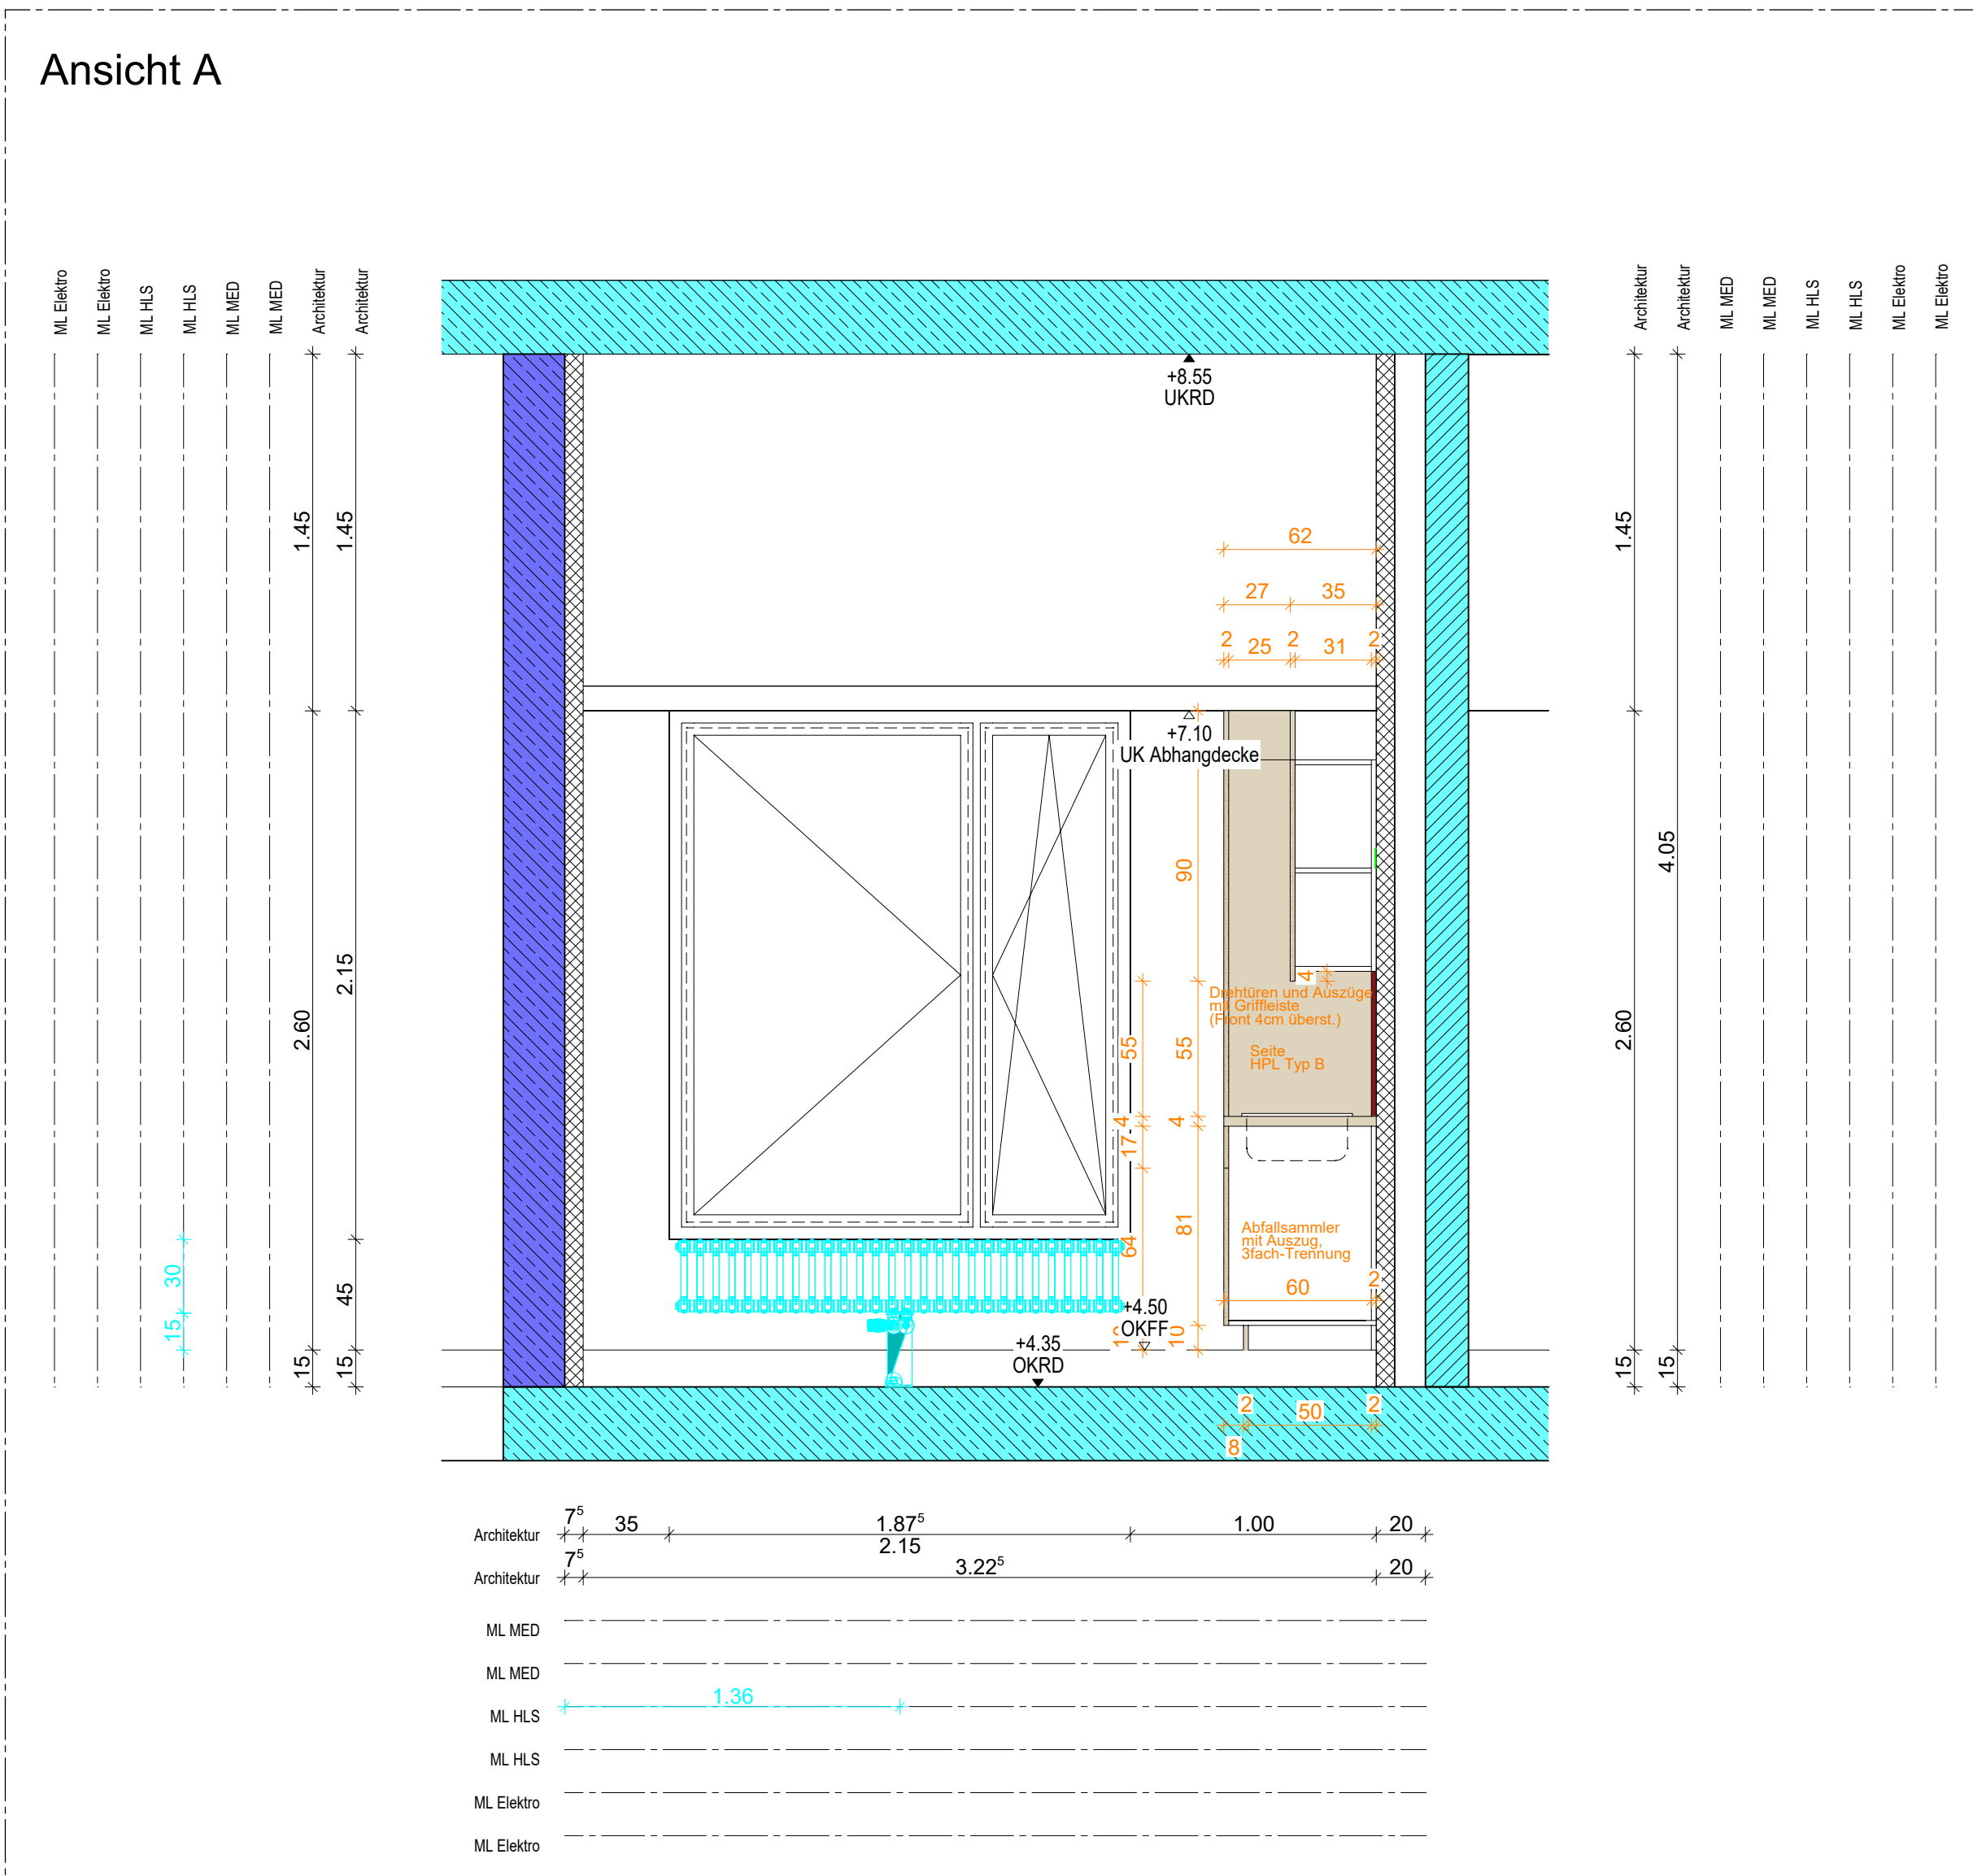 Ansicht A
ML Elektro
ML Elektro
ML HLS
ML HLS
ML MED
ML MED
Architektur
Architektur
Architektur
Architektur
ML MED
ML MED
ML HLS
ML HLS
ML Elektro
ML Elektro
+8.55
UKRD
1.45
1.45
1.45
62
27
35
2
25
2
31
2
+7.10
UK Abhangdecke
90
4.05
2.15
2.60
2.60
4
Drehtüren und Auszüge
m. Griffleiste
(Front 4cm überst.)
55
55
Seite
HPL Typ B
4
4
17
81
64
Abfallsammler
mit Auszug,
3fach-Trennung
60
2
30
15
45
+4.50
OKFF
10
+4.35
OKRD
15
15
15
15
2
50
2
8
Architektur
7⁵
35
1.87⁵
2.15
1.00
20
Architektur
7⁵
3.22⁵
20
ML MED
ML MED
ML HLS
1.36
ML HLS
ML Elektro
ML Elektro